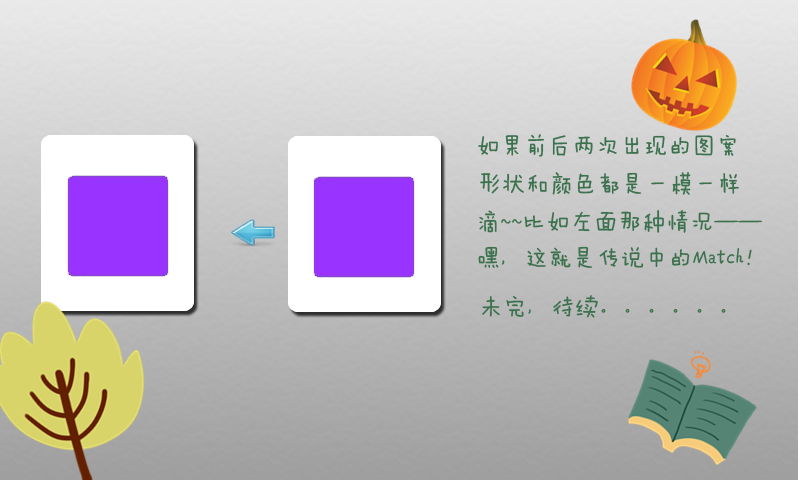 如果前后两次出现的图案
形状和颜色都是一模一样
滴~~比如左面那种情况——
嘿，这就是传说中的Match!
未完，待续。。。。。。